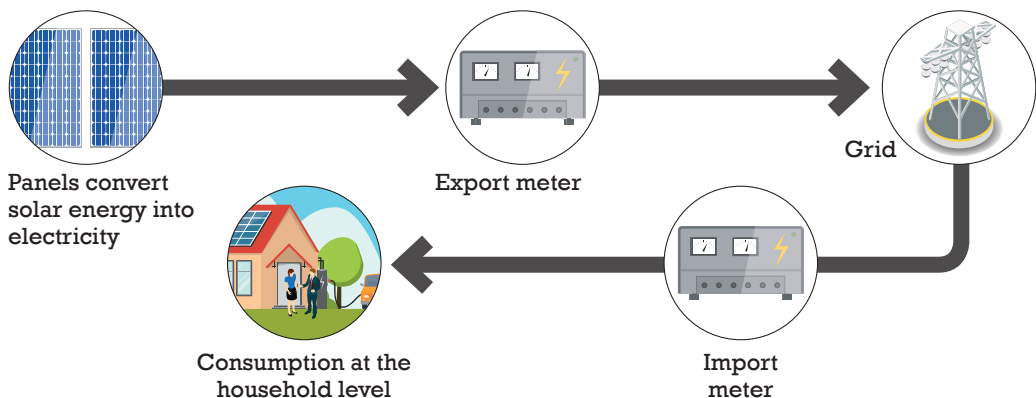 Panels convert
solar energy into
electricity
Export meter
Grid
Import
meter
Consumption at the
household level